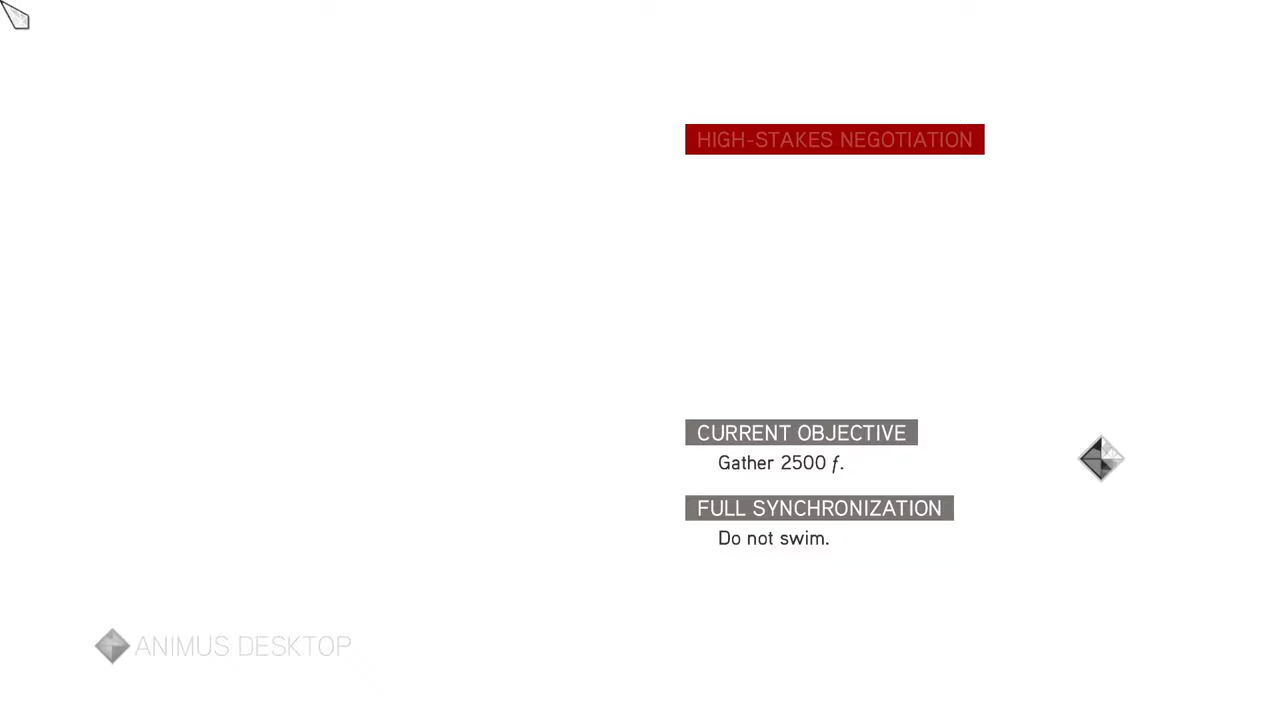 HIGH-STAKES NEGOTIATION
CURRENT OBJECTIVE
Gather 2500 ƒ.
FULL SYNCHRONIZATION
Do not swim.
ANIMUS DESKTOP